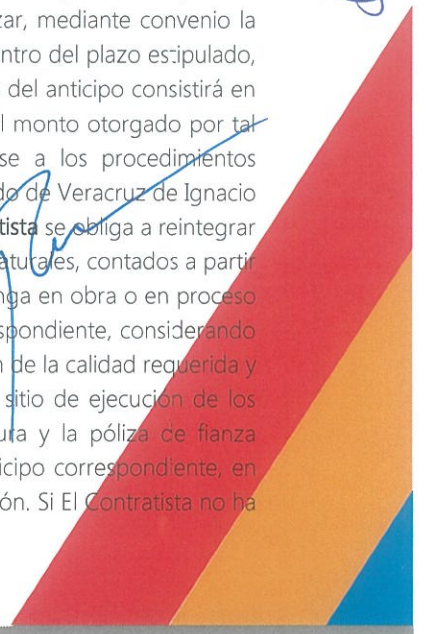 zar, mediante convenio la
ntro del plazo estipulado,
del anticipo consistirá en
l monto otorgado por tal
se a los procedimientos
do de Veracruz de Ignacio
tista se obliga a reintegrar
aturales, contados a partir
nga en obra o en proceso
spondiente, considerando
n de la calidad requerida y
sitio de ejecución de los
ura y la póliza de fianza
icipo correspondiente, en
ón. Si El Contratista no ha